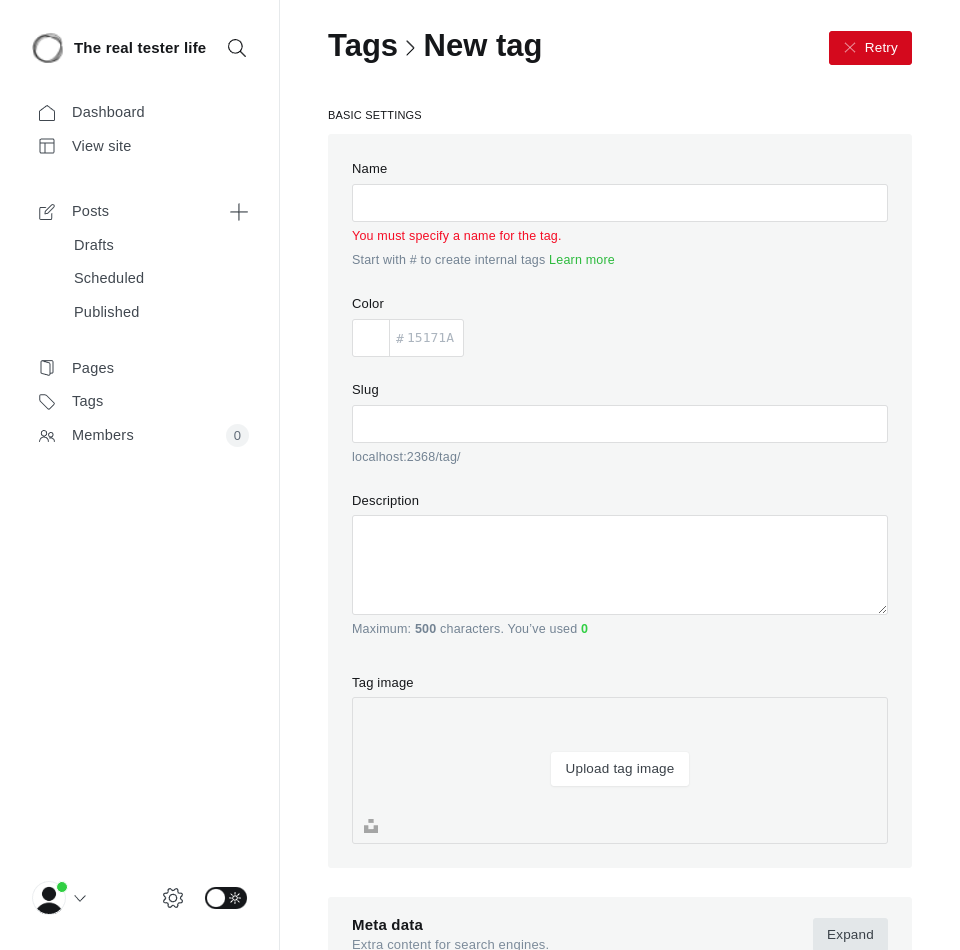 The real tester life
Dashboard
View site
Posts
Drafts
Scheduled
Published
Pages
Tags
Members 0
Tags > New tag
Retry
BASIC SETTINGS
Name
You must specify a name for the tag.
Start with # to create internal tags Learn more
Color
# 15171A
Slug
localhost:2368/tag/
Description
Maximum: 500 characters. You’ve used 0
Tag image
Upload tag image
Meta data
Extra content for search engines.
Expand